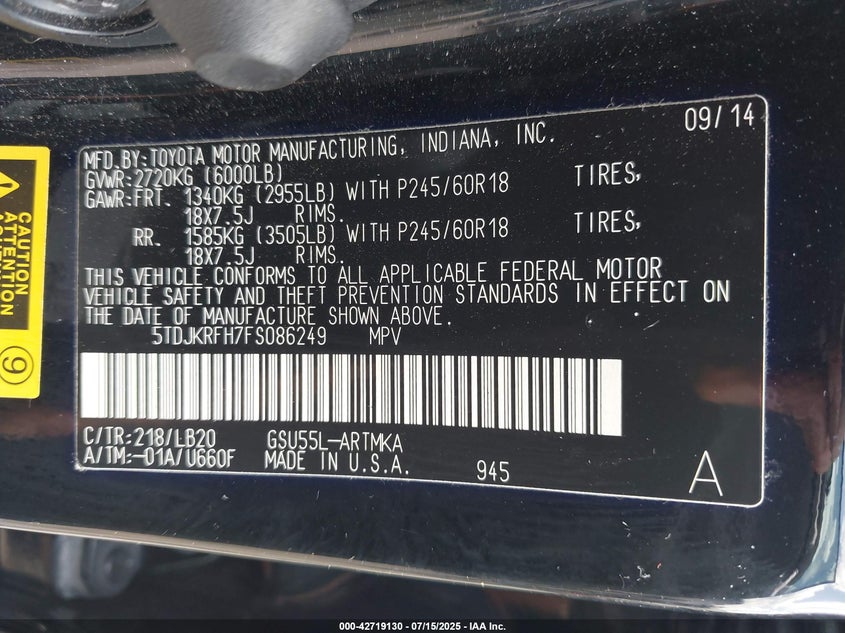 09/14
MFD.BY:TOYOTA MOTOR MANUFACTURING, INDIANA, INC.
GVWR:2720KG (6000LB)
GAWR:FRT. 1340KG (2955LB) WITH P245/60R18 TIRES,
18X7.5J RIMS.
RR. 1585KG (3505LB) WITH P245/60R18 TIRES,
18X7.5J RIMS.
THIS VEHICLE CONFORMS TO ALL APPLICABLE FEDERAL MOTOR
VEHICLE SAFETY AND THEFT PREVENTION STANDARDS IN EFFECT ON
THE DATE OF MANUFACTURE SHOWN ABOVE.
5TDJKRFH7FS086249 MPV
C/TR:218/LB20 GSU55L-ARTMKA
A/TM:-01A/U660F MADE IN U.S.A. 945 A
CAUTION
ATTENTION
9
000-42719130 - 07/15/2025 - IAA Inc.